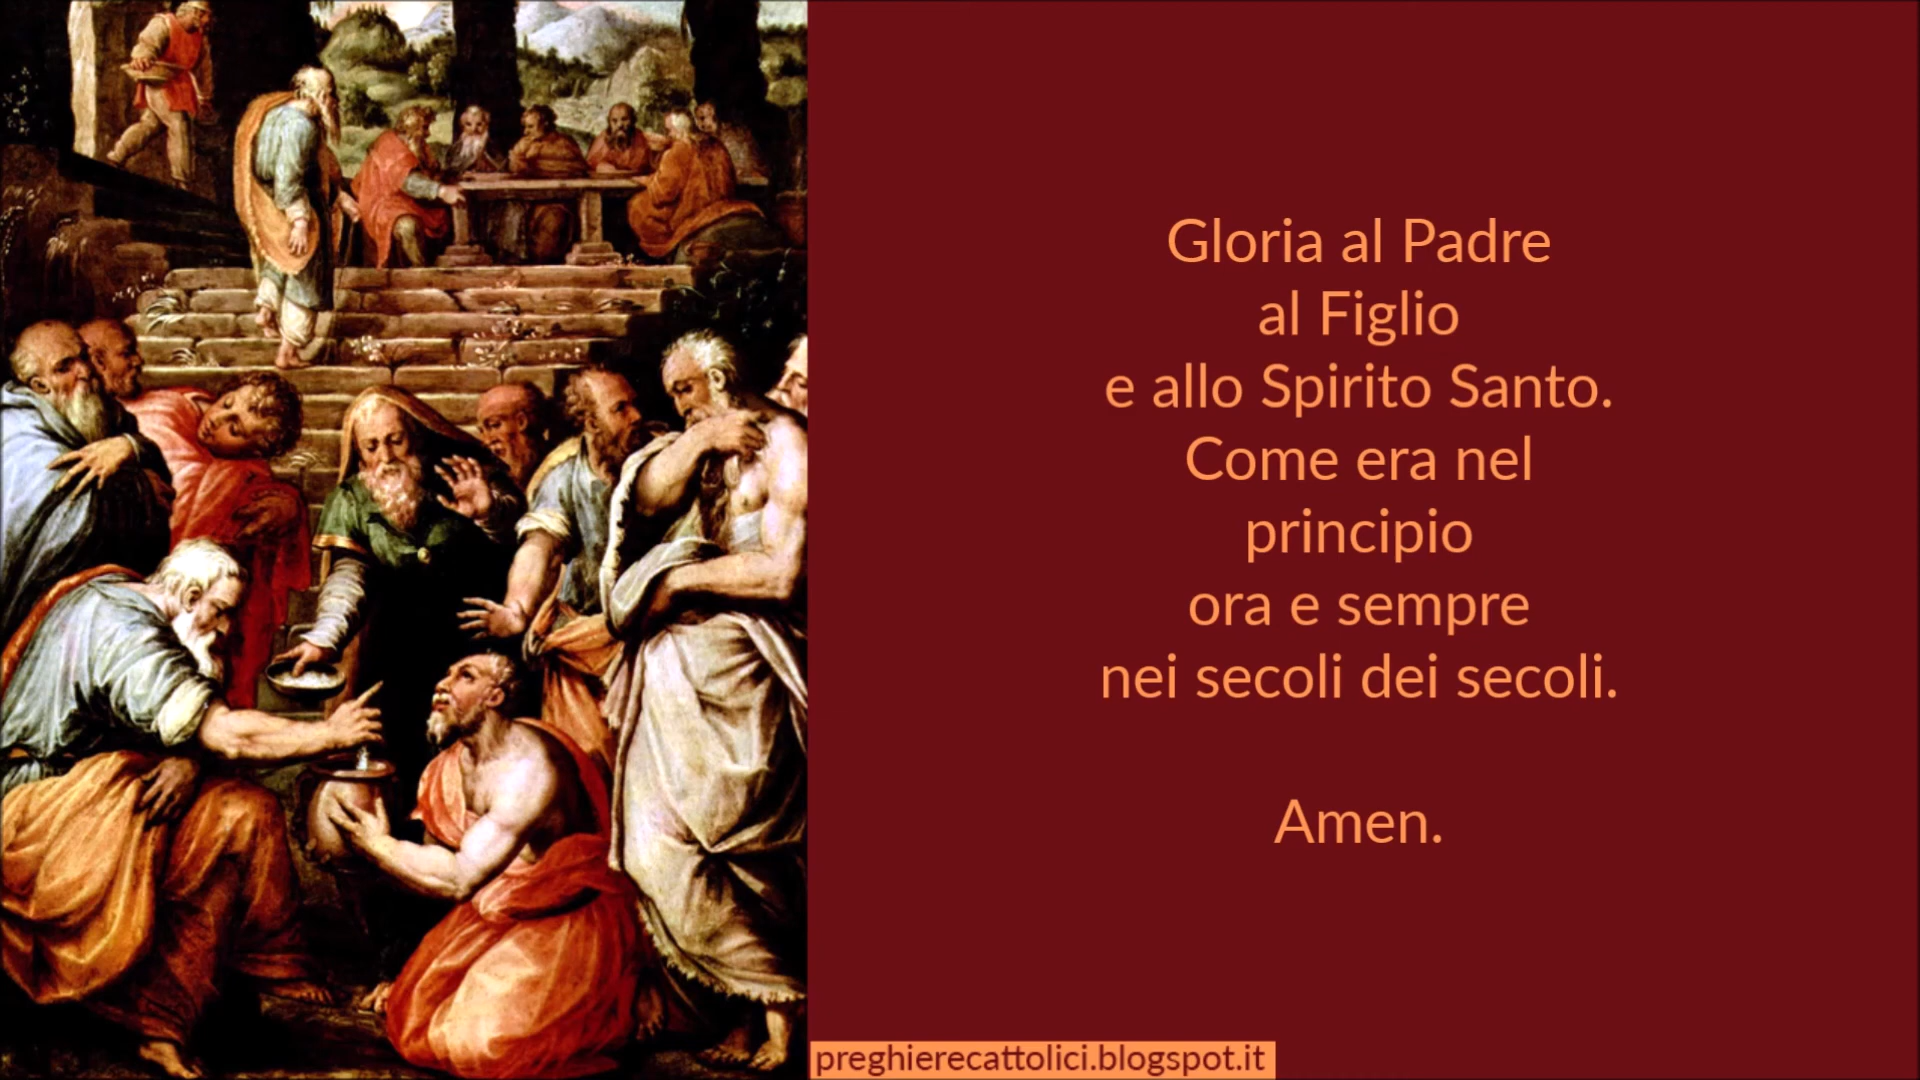 Gloria al Padre
al Figlio
e allo Spirito Santo.
Come era nel
principio
ora e sempre
nei secoli dei secoli.
Amen.
preghierecattolici.blogspot.it